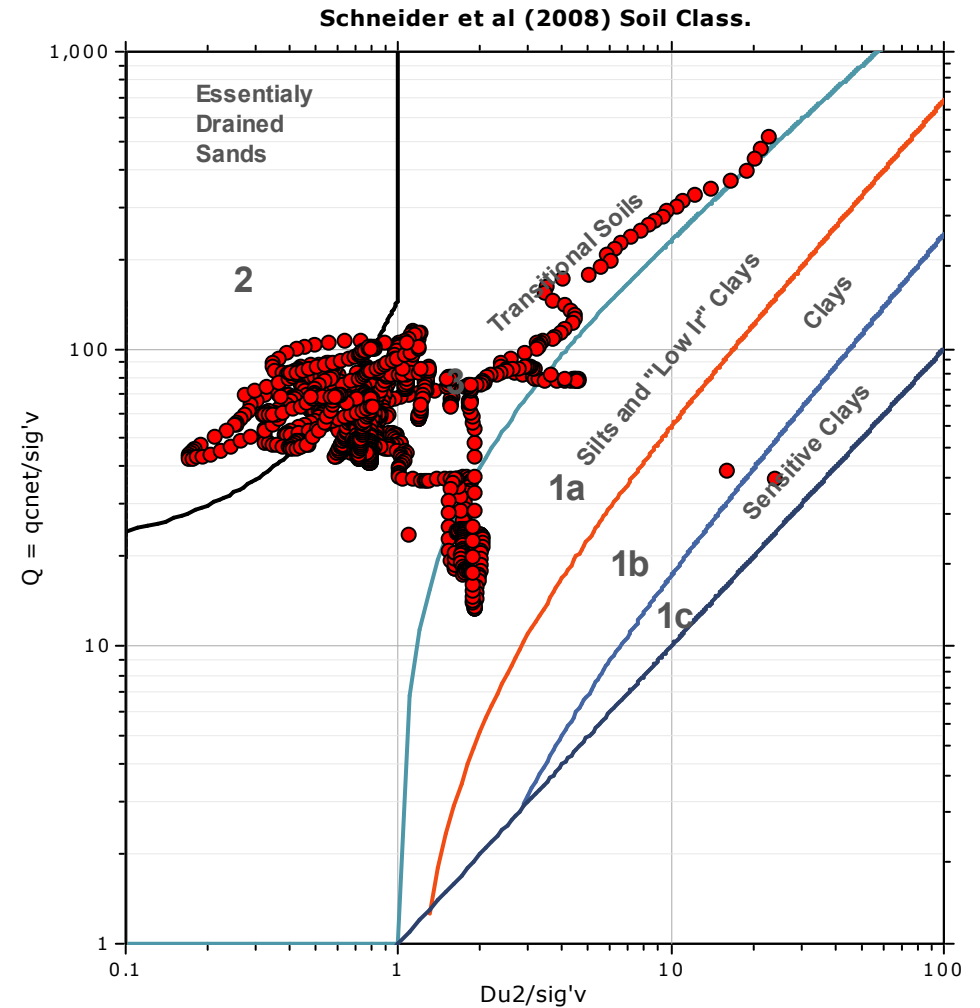 Schneider et al (2008) Soil Class.
1,000
Essentialy
Drained
Sands
Transitional Soils
2
Silts and "Low Ir" Clays
Clays
100
3
Sensitive Clays
1a
Q = qcnet/sig'v
1b
1c
10
1
0.1
1
10
100
Du2/sig'v